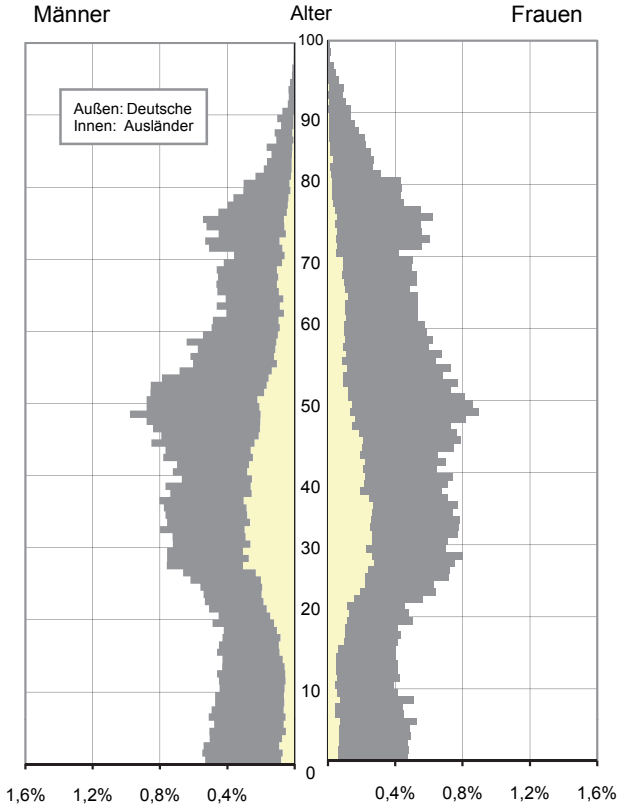 Männer Alter Frauen
100
Außen: Deutsche
Innen: Ausländer
90
80
70
60
50
40
30
20
10
0
1,6% 1,2% 0,8% 0,4% 0,4% 0,8% 1,2% 1,6%